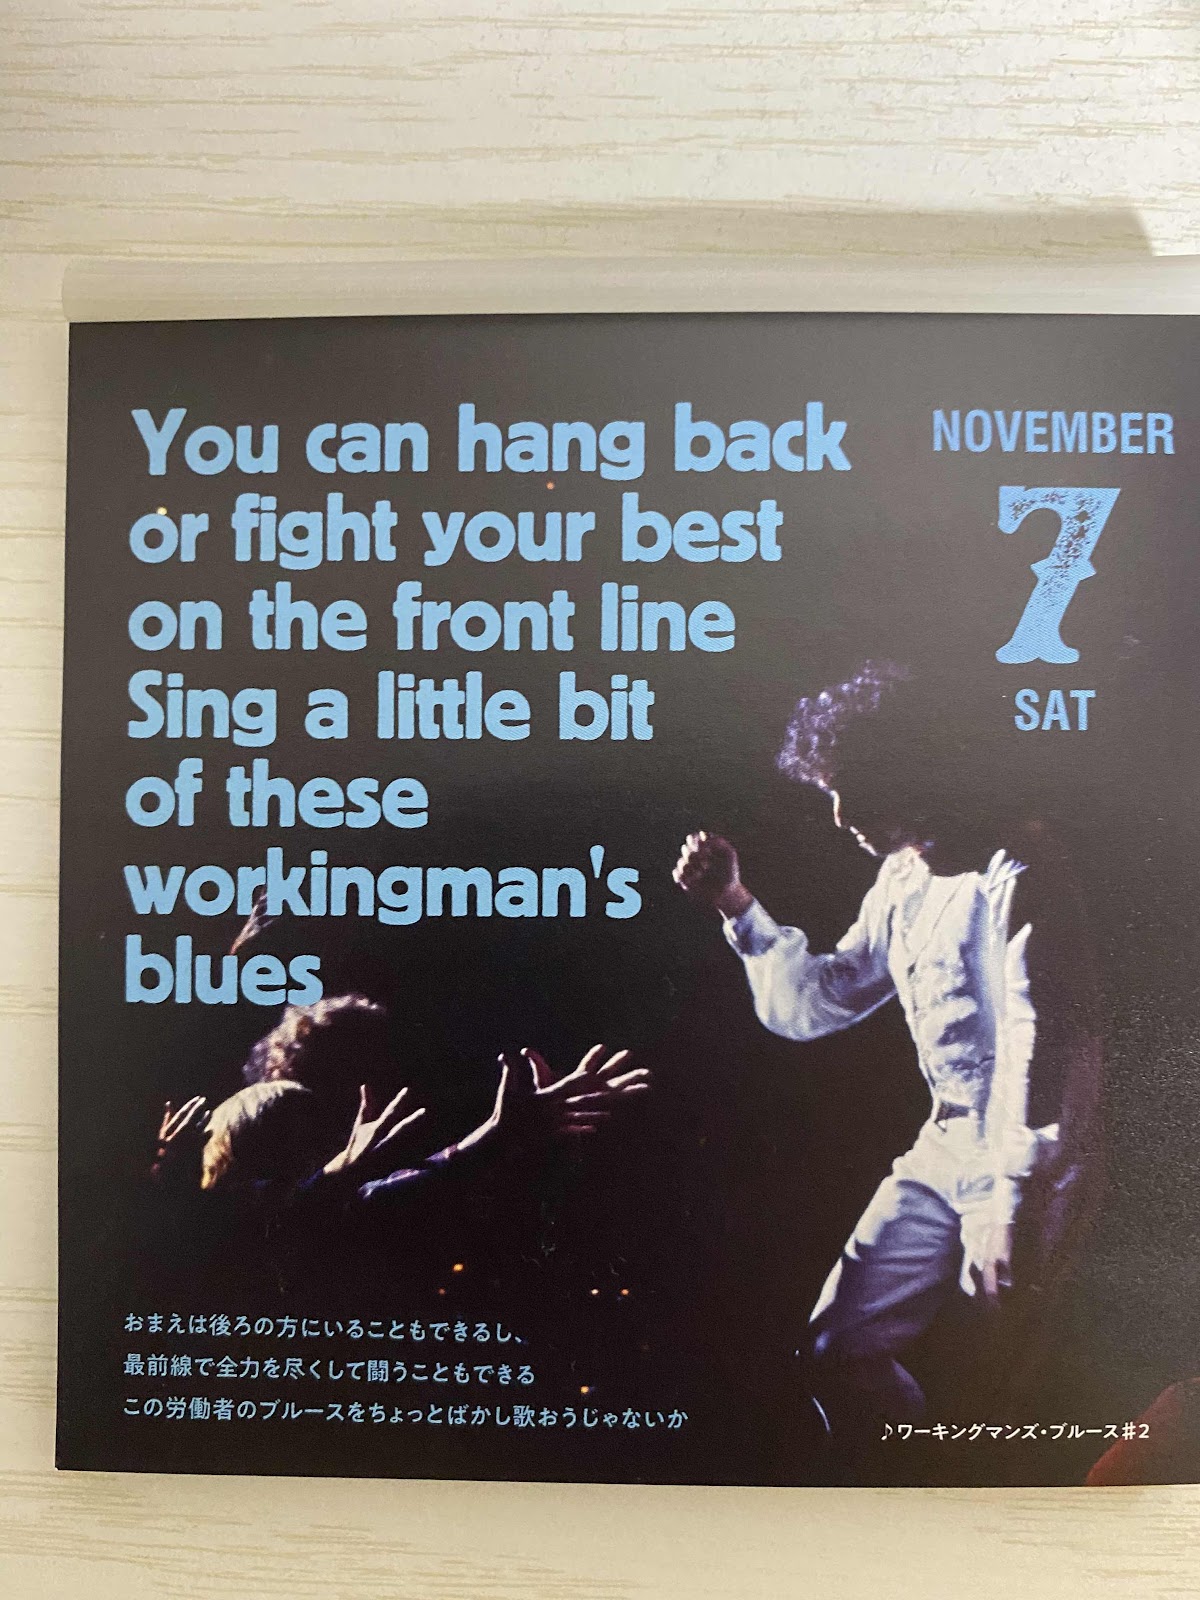 You can hang back
or fight your best
on the front line
Sing a little bit
of these
workingman's
blues
NOVEMBER
7
SAT
おまえは後ろの方にいることもできるし、
最前線で全力を尽くして闘うこともできる
この労働者のブルースをちょっとばかし歌おうじゃないか
♪ワーキングマンズ・ブルース#2